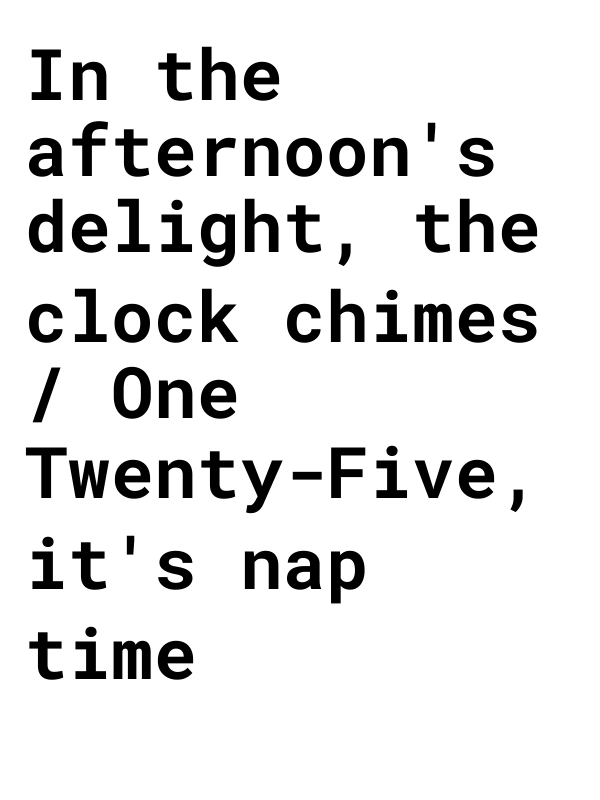 In the
afternoon's
delight, the
clock chimes
/ One
Twenty-Five,
it's nap
time